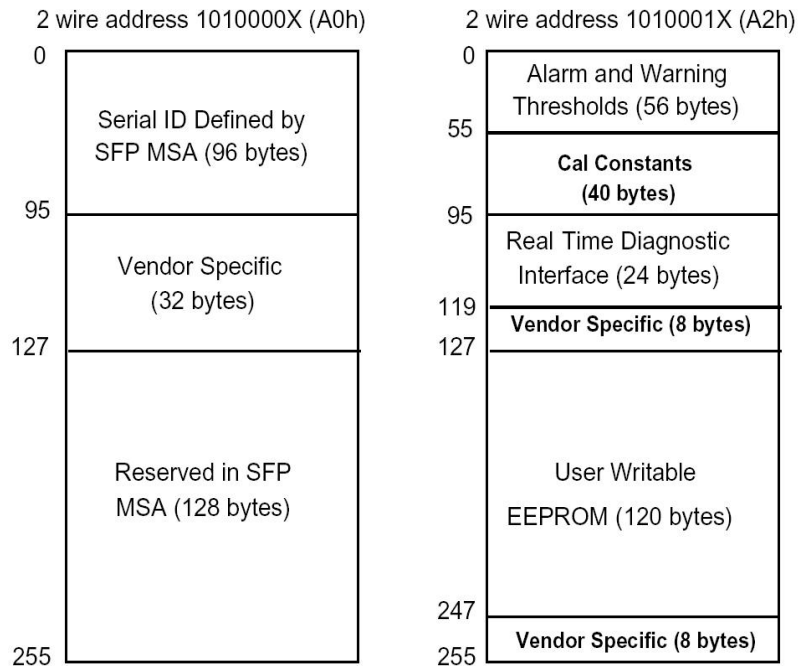 2 wire address 1010000X (A0h)
0
Serial ID Defined by
SFP MSA (96 bytes)
95
Vendor Specific
(32 bytes)
127
Reserved in SFP
MSA (128 bytes)
255
2 wire address 1010001X (A2h)
0
Alarm and Warning
Thresholds (56 bytes)
55
Cal Constants
(40 bytes)
95
Real Time Diagnostic
Interface (24 bytes)
119
Vendor Specific (8 bytes)
127
User Writable
EEPROM (120 bytes)
247
Vendor Specific (8 bytes)
255